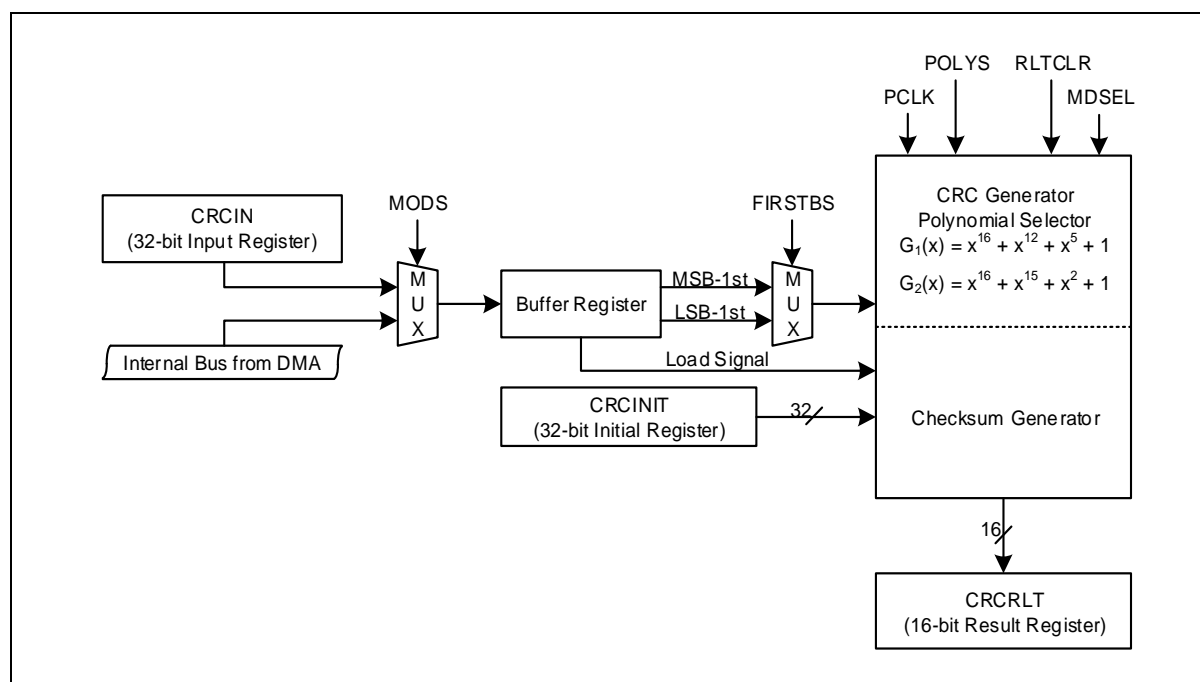 POLYS
RLTCLR
PCLK
MDSEL
CRCIN
(32-bit Input Register)
MODS
FIRSTBS
CRC Generator
Polynomial Selector
G₁(x) = x¹⁶ + x¹² + x⁵ + 1
G₂(x) = x¹⁶ + x¹⁵ + x² + 1
M
U
X
Buffer Register
MSB-1st
LSB-1st
M
U
X
Internal Bus from DMA
Load Signal
CRCINIT
(32-bit Initial Register)
32
Checksum Generator
16
CRCRLT
(16-bit Result Register)